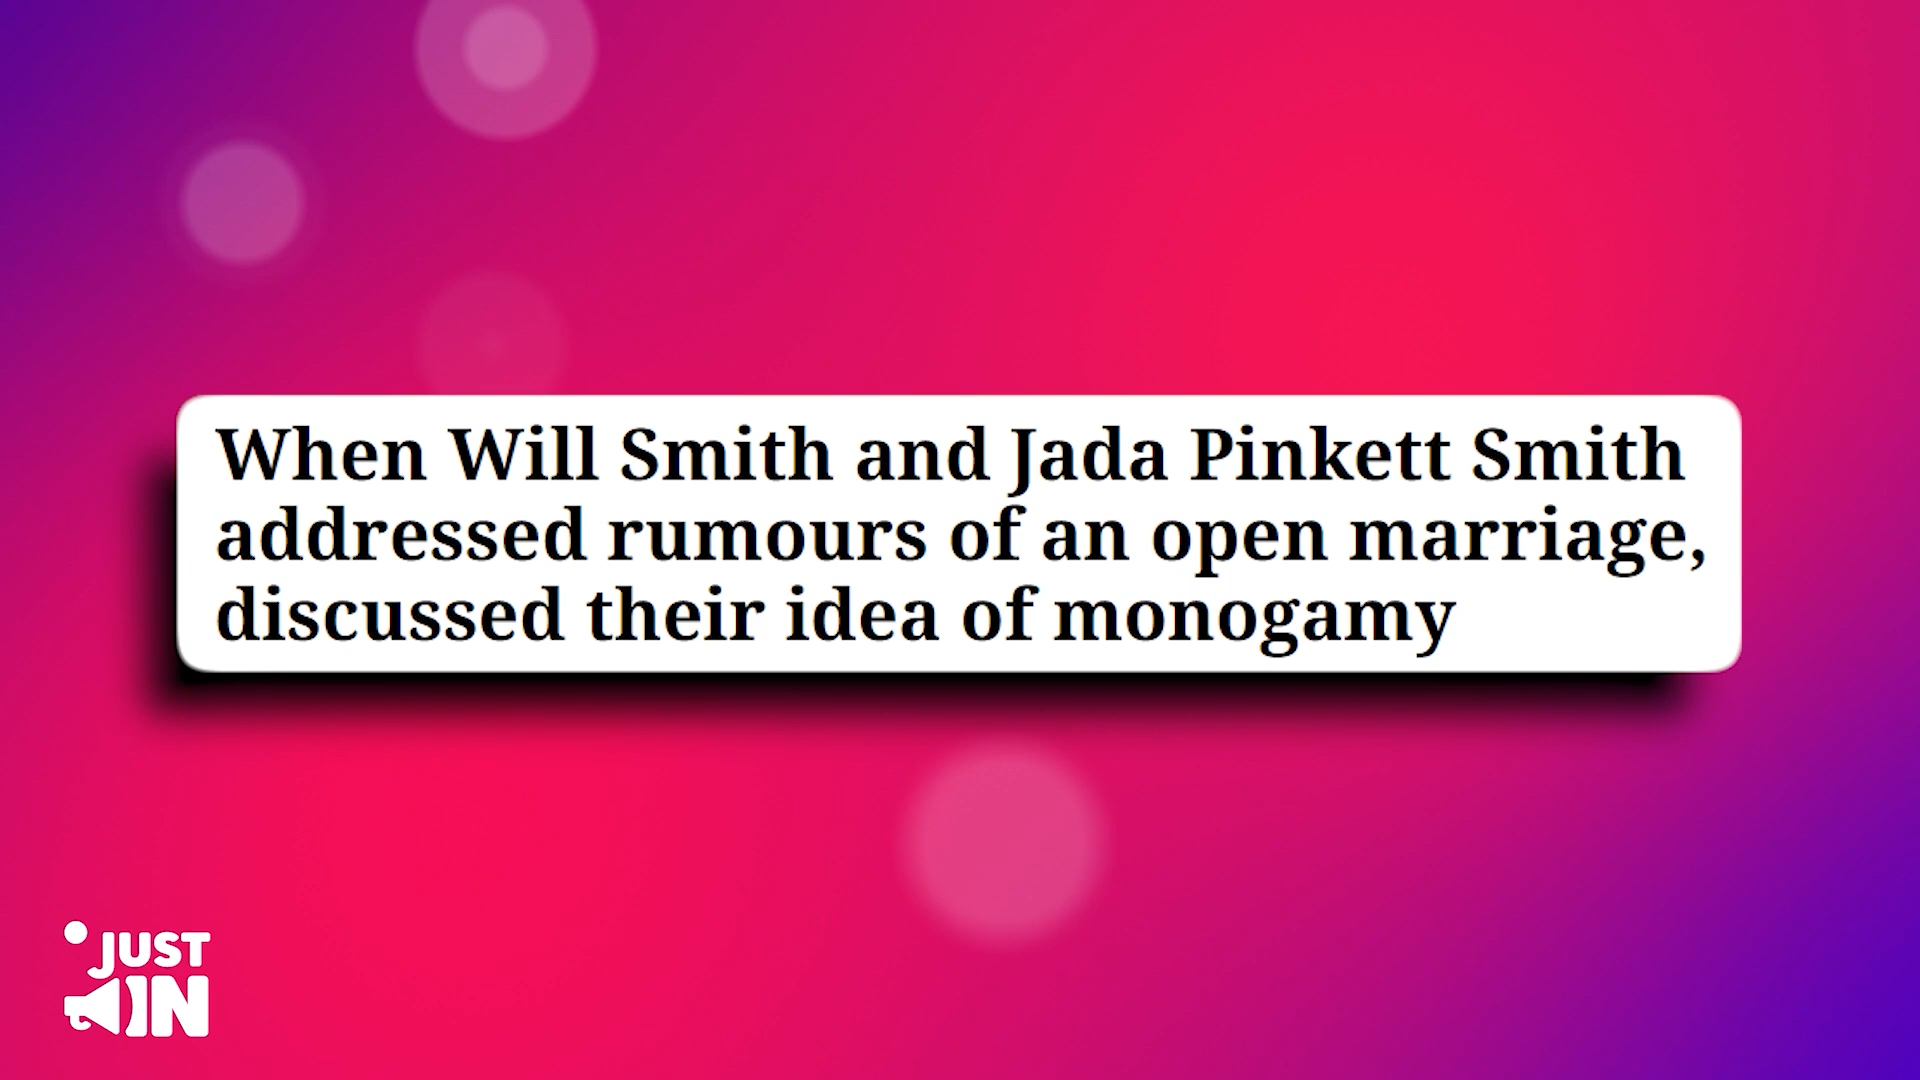 When Will Smith and Jada Pinkett Smith
addressed rumours of an open marriage,
discussed their idea of monogamy
JUST
IN